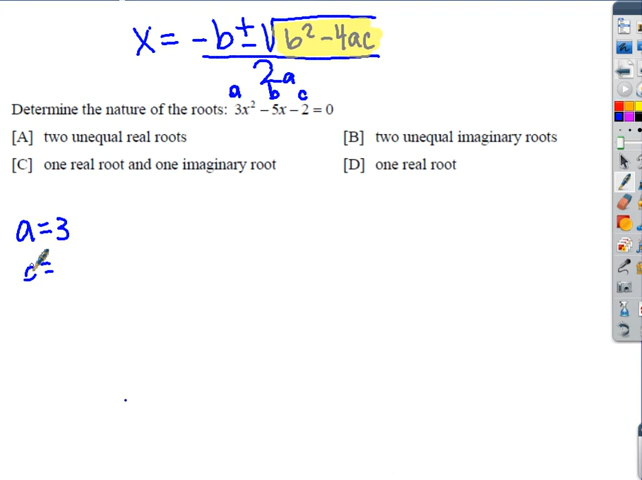 x = -b ± √b² - 4ac
2a
a b c
Determine the nature of the roots: 3x² - 5x - 2 = 0
[A] two unequal real roots [B] two unequal imaginary roots
[C] one real root and one imaginary root [D] one real root
a = 3